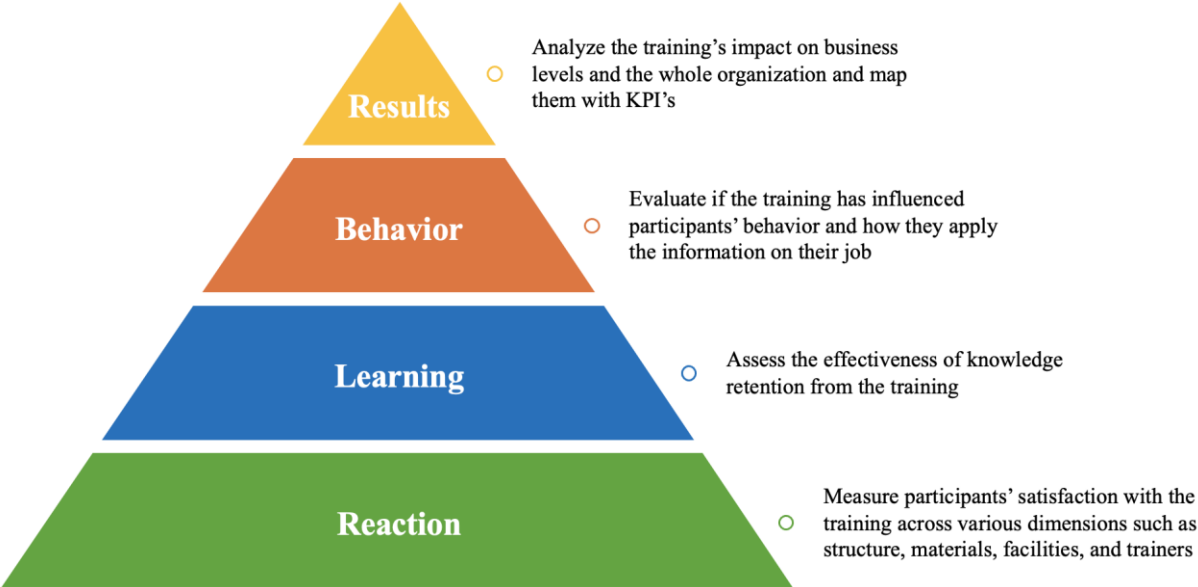 Analyze the training’s impact on business
levels and the whole organization and map
them with KPI’s
Results
Evaluate if the training has influenced
participants’ behavior and how they apply
the information on their job
Behavior
Assess the effectiveness of knowledge
retention from the training
Learning
Measure participants’ satisfaction with the
training across various dimensions such as
structure, materials, facilities, and trainers
Reaction